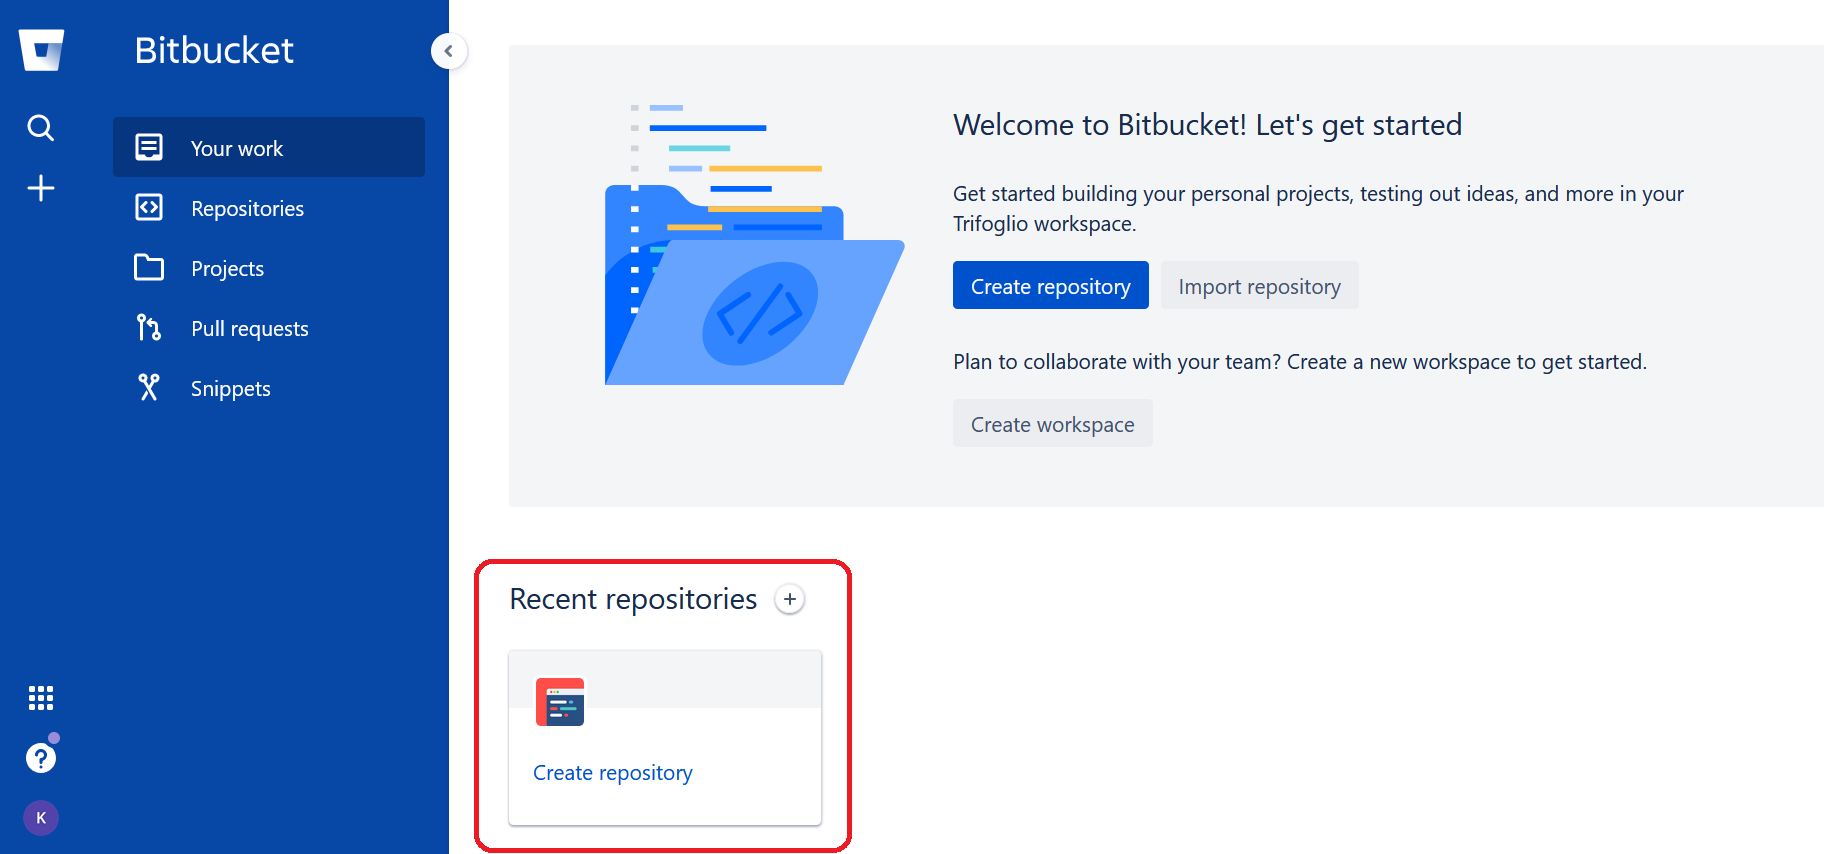 Bitbucket
Your work
Repositories
Projects
Pull requests
Snippets
K
Welcome to Bitbucket! Let's get started
Get started building your personal projects, testing out ideas, and more in your
Trifoglio workspace.
Create repository
Import repository
Plan to collaborate with your team? Create a new workspace to get started.
Create workspace
Recent repositories
Create repository